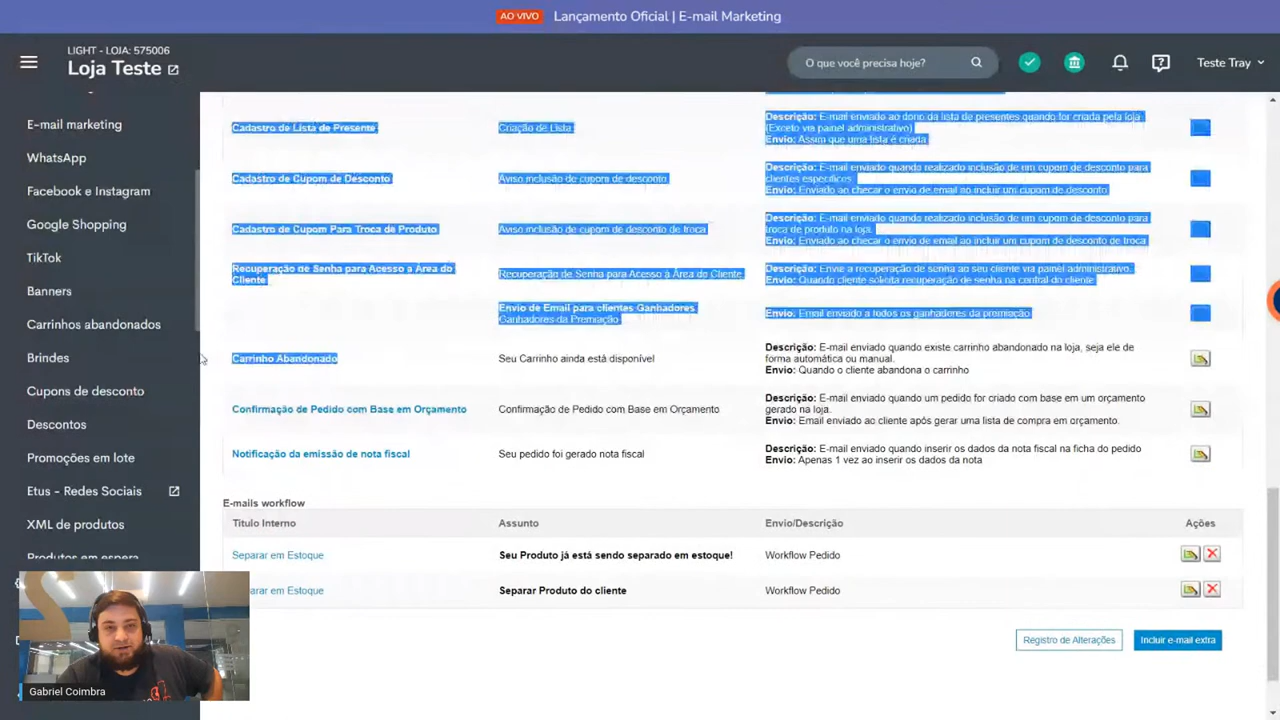 AO VIVO Lançamento Oficial | E-mail Marketing
LIGHT - LOJA: 575006
Loja Teste
O que você precisa hoje?
Teste Tray
E-mail marketing
WhatsApp
Facebook e Instagram
Google Shopping
TikTok
Banners
Carrinhos abandonados
Brindes
Cupons de desconto
Descontos
Promoções em lote
Etus - Redes Sociais
XML de produtos
Produtos em espera
Cadastro de Lista de Presente
Criação de Lista
Descrição: E-mail enviado ao dono da lista de presentes quando for criada pela loja
(Exceto via painel administrativo)
Envio: Assim que uma lista é criada
Cadastro de Cupom de Desconto
Aviso inclusão de cupom de desconto
Descrição: E-mail enviado quando realizado inclusão de um cupom de desconto para
clientes específicos
Envio: Enviado ao checar o envio de email ao incluir um cupom de desconto
Cadastro de Cupom Para Troca de Produto
Aviso inclusão de cupom de desconto de troca
Descrição: E-mail enviado quando realizado inclusão de um cupom de desconto para
troca de produto na loja.
Envio: Enviado ao checar o envio de email ao incluir um cupom de desconto de troca
Recuperação de Senha para Acesso a Área do
Cliente
Recuperação de Senha para Acesso à Área do Cliente
Descrição: Envie a recuperação de senha ao seu cliente via painel administrativo.
Envio: Quando cliente solicita recuperação de senha na central do cliente
Envio de Email para clientes Ganhadores
Ganhadores da Premiação
Envio: Email enviado a todos os ganhadores da promoção
Carrinho Abandonado
Seu Carrinho ainda está disponível
Descrição: E-mail enviado quando existe carrinho abandonado na loja, seja ele de
forma automática ou manual.
Envio: Quando o cliente abandona o carrinho
Confirmação de Pedido com Base em Orçamento
Confirmação de Pedido com Base em Orçamento
Descrição: E-mail enviado quando um pedido for criado com base em um orçamento
gerado na loja.
Envio: Email enviado ao cliente após gerar uma lista de compra em orçamento.
Notificação da emissão de nota fiscal
Seu pedido foi gerado nota fiscal
Descrição: E-mail enviado quando inserir os dados da nota fiscal na ficha do pedido
Envio: Apenas 1 vez ao inserir os dados da nota
E-mails workflow
Titulo Interno Assunto Envio/Descrição Ações
Separar em Estoque Seu Produto já está sendo separado em estoque! Workflow Pedido
arar em Estoque Separar Produto do cliente Workflow Pedido
Registro de Alterações Incluir e-mail extra
Gabriel Coimbra